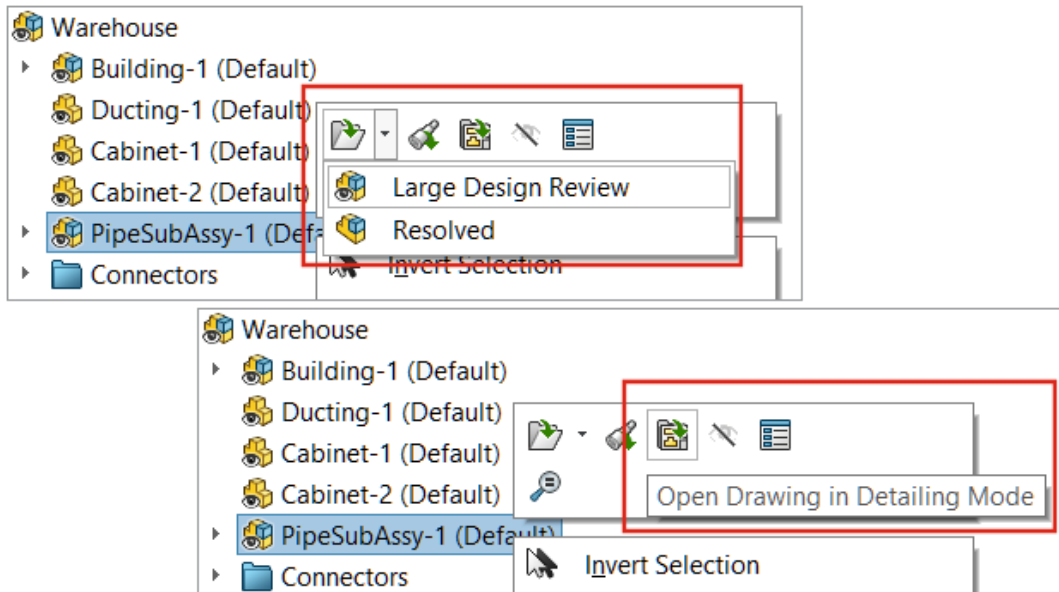 Warehouse
Building-1 (Default)
Ducting-1 (Default)
Cabinet-1 (Default)
Cabinet-2 (Default)
PipeSubAssy-1 (Defa
Connectors
Large Design Review
Resolved
Invert Selection
Warehouse
Building-1 (Default)
Ducting-1 (Default)
Cabinet-1 (Default)
Cabinet-2 (Default)
PipeSubAssy-1 (Default)
Connectors
Open Drawing in Detailing Mode
Invert Selection